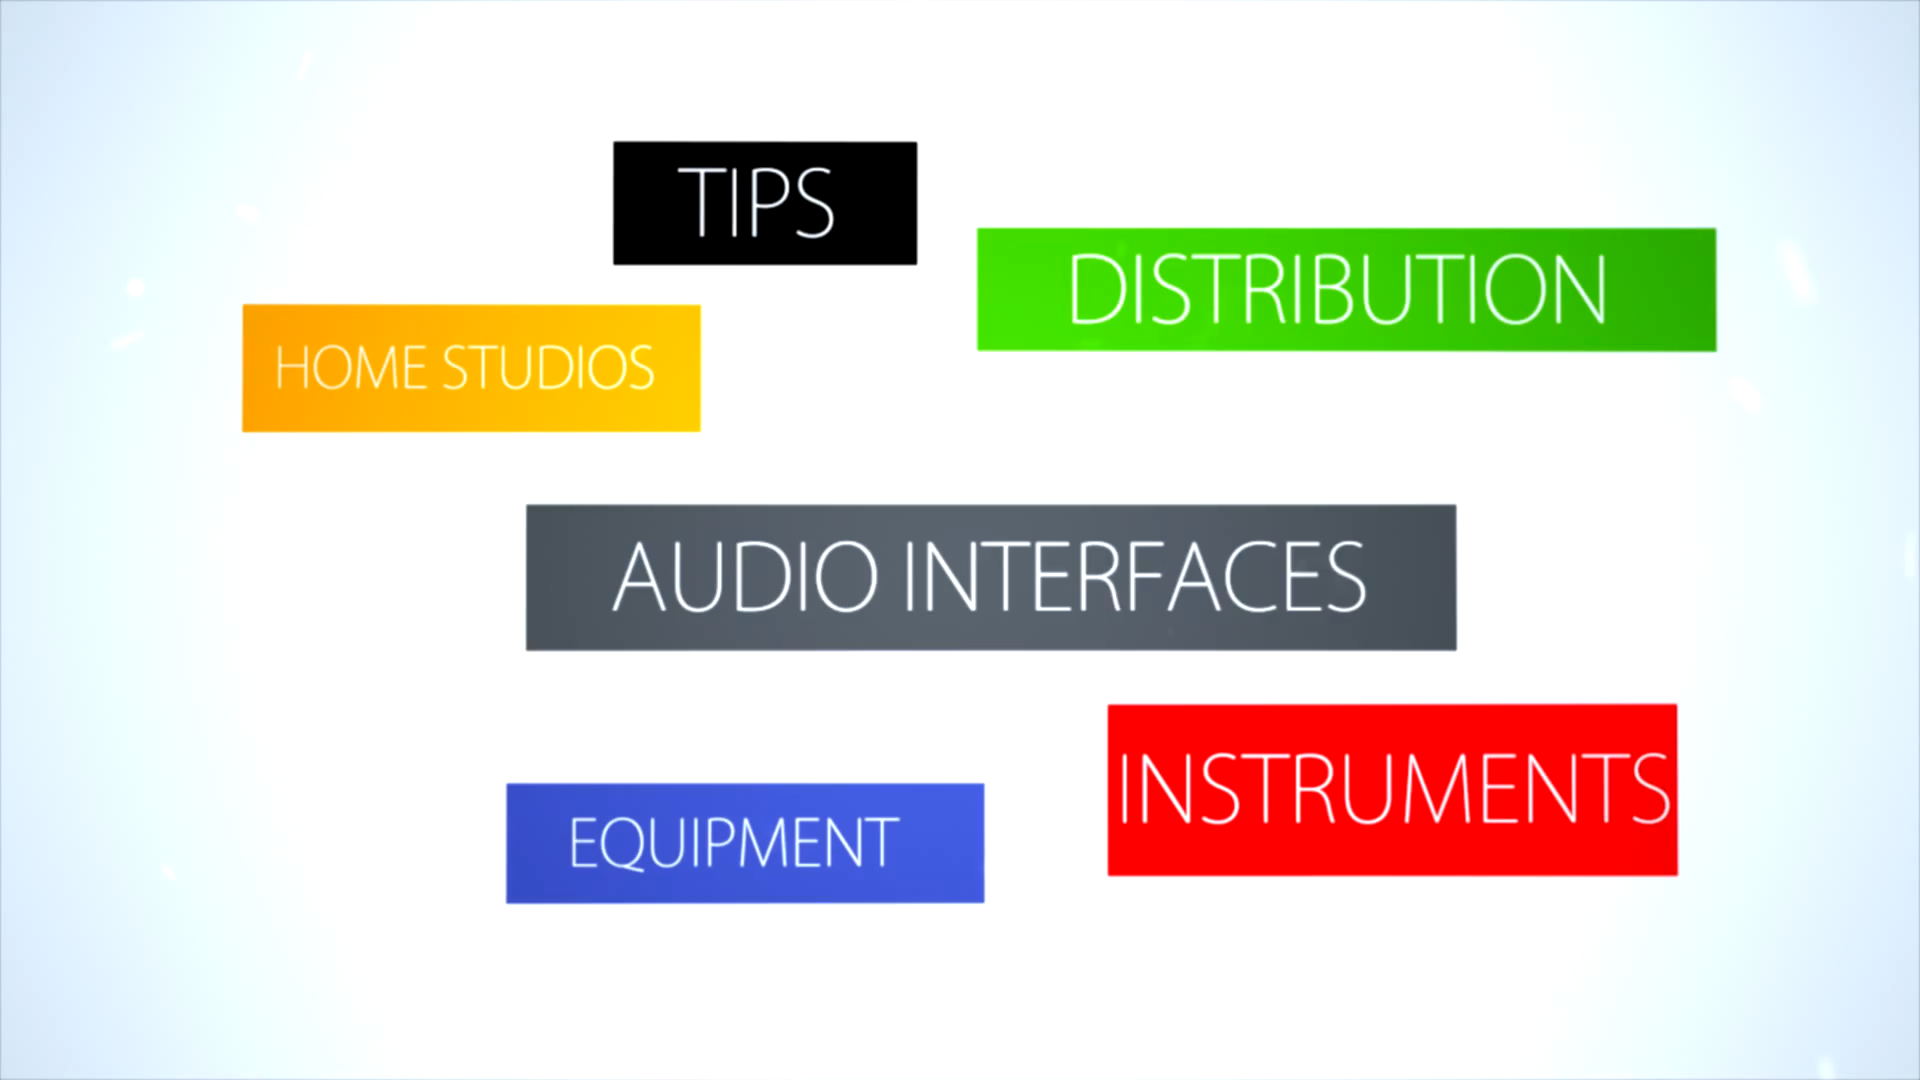 TIPS
DISTRIBUTION
HOME STUDIOS
AUDIO INTERFACES
INSTRUMENTS
EQUIPMENT